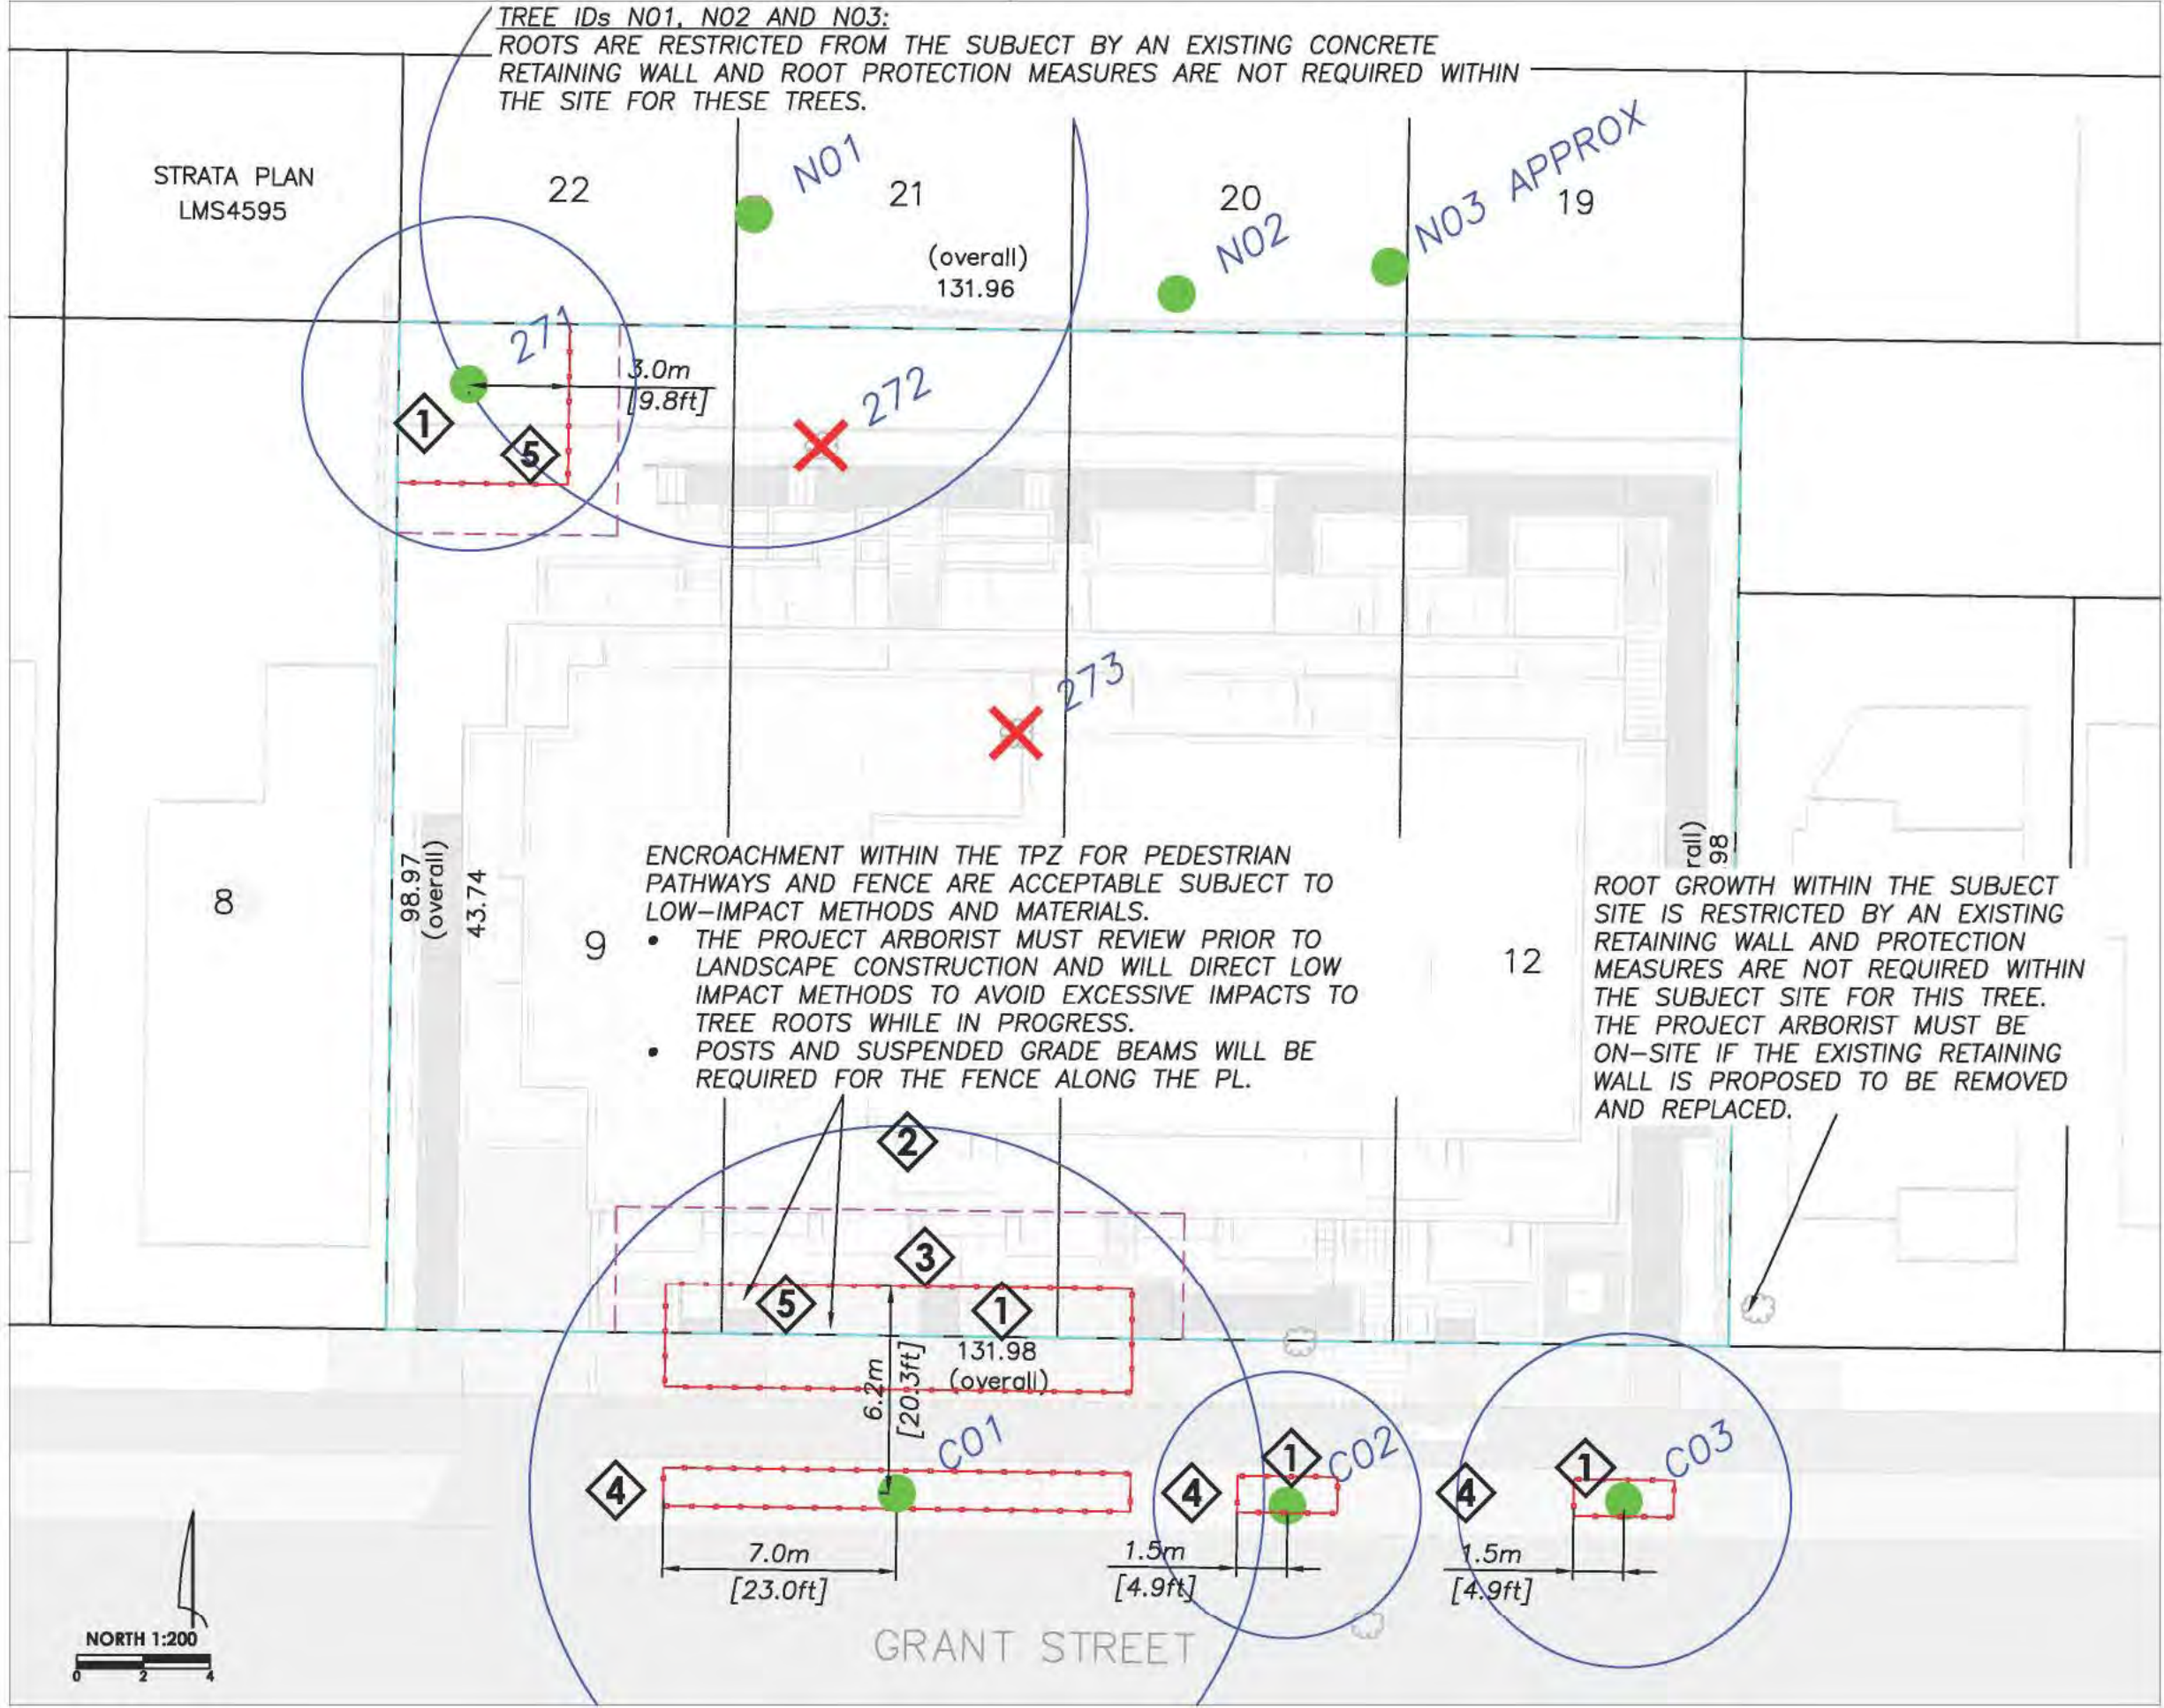 TREE IDs N01, N02 AND N03:
ROOTS ARE RESTRICTED FROM THE SUBJECT BY AN EXISTING CONCRETE
RETAINING WALL AND ROOT PROTECTION MEASURES ARE NOT REQUIRED WITHIN
THE SITE FOR THESE TREES.
STRATA PLAN
LMS4595
22
N01
21
20
N02
N03 APPROX
19
(overall)
131.96
271
3.0m
[9.8ft]
1
5
272
273
8
98.97
(overall)
43.74
9
ENCROACHMENT WITHIN THE TPZ FOR PEDESTRIAN
PATHWAYS AND FENCE ARE ACCEPTABLE SUBJECT TO
LOW-IMPACT METHODS AND MATERIALS.
• THE PROJECT ARBORIST MUST REVIEW PRIOR TO
LANDSCAPE CONSTRUCTION AND WILL DIRECT LOW
IMPACT METHODS TO AVOID EXCESSIVE IMPACTS TO
TREE ROOTS WHILE IN PROGRESS.
• POSTS AND SUSPENDED GRADE BEAMS WILL BE
REQUIRED FOR THE FENCE ALONG THE PL.
12
rall)
98
ROOT GROWTH WITHIN THE SUBJECT
SITE IS RESTRICTED BY AN EXISTING
RETAINING WALL AND PROTECTION
MEASURES ARE NOT REQUIRED WITHIN
THE SUBJECT SITE FOR THIS TREE.
THE PROJECT ARBORIST MUST BE
ON-SITE IF THE EXISTING RETAINING
WALL IS PROPOSED TO BE REMOVED
AND REPLACED.
2
3
5
1
131.98
(overall)
6.2m
[20.3ft]
C01
4
7.0m
[23.0ft]
4
1
C02
1.5m
[4.9ft]
4
1
C03
1.5m
[4.9ft]
GRANT STREET
NORTH 1:200
0 2 4